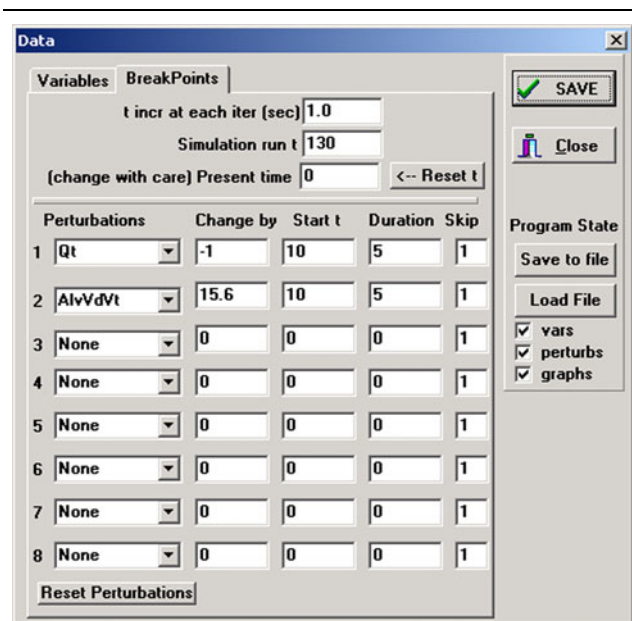 Data
Variables BreakPoints
t incr at each iter (sec) 1.0
Simulation run t 130
(change with care) Present time 0 <-- Reset t
Perturbations Change by Start t Duration Skip
1 Qt -1 10 5 1
2 AlvVdVt 15.6 10 5 1
3 None 0 0 0 1
4 None 0 0 0 1
5 None 0 0 0 1
6 None 0 0 0 1
7 None 0 0 0 1
8 None 0 0 0 1
Reset Perturbations
SAVE
Close
Program State
Save to file
Load File
vars
perturbs
graphs